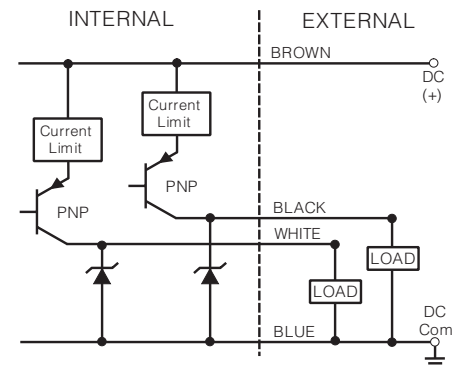 INTERNAL
EXTERNAL
BROWN
DC
(+)
Current
Limit
Current
Limit
PNP
PNP
BLACK
WHITE
LOAD
LOAD
BLUE
DC
Com